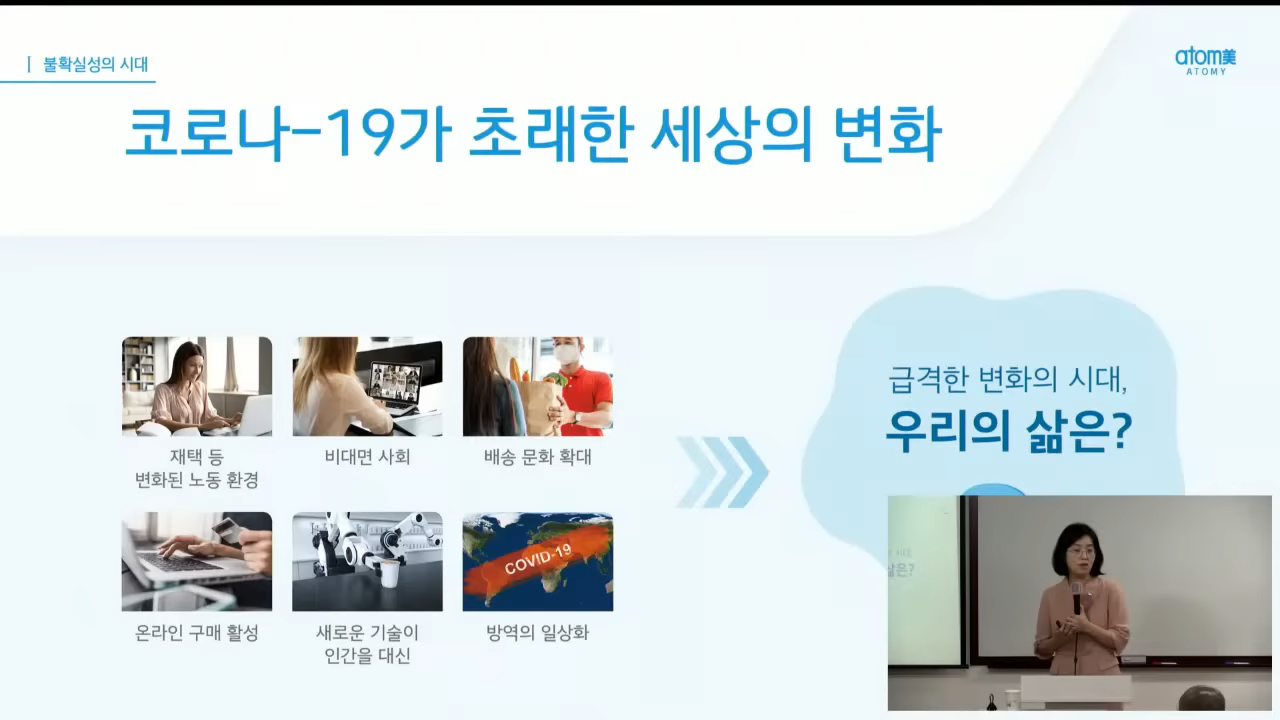 | 불확실성의 시대
atom美
ATOMY
코로나-19가 초래한 세상의 변화
재택 등
변화된 노동 환경
비대면 사회
배송 문화 확대
COVID-19
온라인 구매 활성
새로운 기술이
인간을 대신
방역의 일상화
급격한 변화의 시대,
우리의 삶은?
삶은?